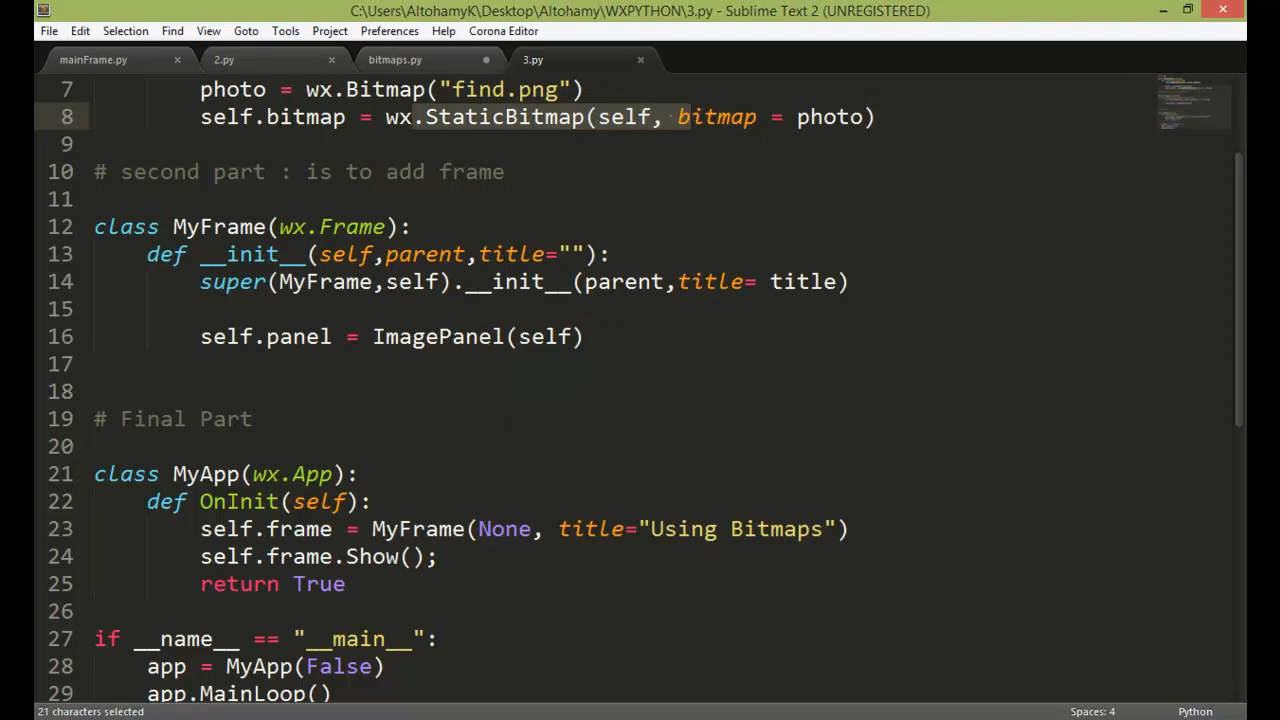 C:\Users\AltohamyK\Desktop\Altohamy\WXPYTHON\3.py - Sublime Text 2 (UNREGISTERED)
File Edit Selection Find View Goto Tools Project Preferences Help Corona Editor
mainFrame.py 2.py bitmaps.py 3.py
7 photo = wx.Bitmap("find.png")
8 self.bitmap = wx.StaticBitmap(self, bitmap = photo)
9
10 # second part : is to add frame
11
12 class MyFrame(wx.Frame):
13 def __init__(self,parent,title=""):
14 super(MyFrame,self).__init__(parent,title= title)
15
16 self.panel = ImagePanel(self)
17
18
19 # Final Part
20
21 class MyApp(wx.App):
22 def OnInit(self):
23 self.frame = MyFrame(None, title="Using Bitmaps")
24 self.frame.Show();
25 return True
26
27 if __name__ == "__main__":
28 app = MyApp(False)
29 app.MainLoop()
21 characters selected Spaces: 4 Python